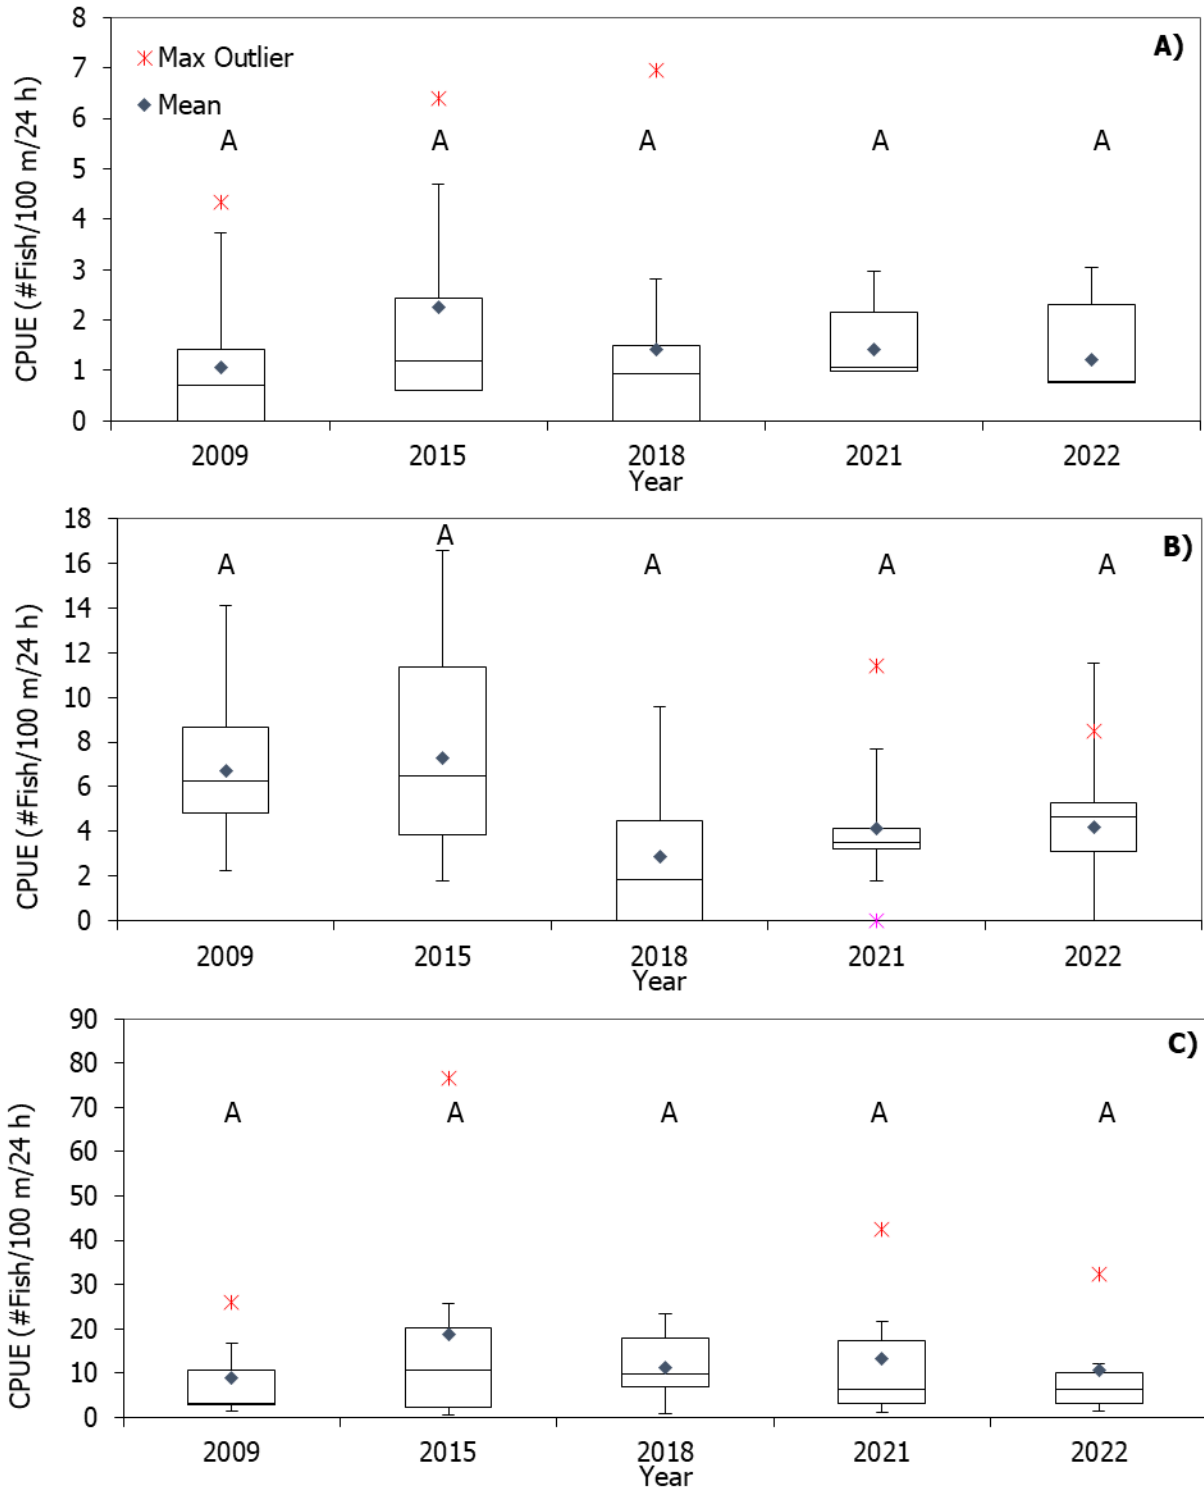 A)
8
7
6
5
4
3
2
1
0
CPUE (#Fish/100 m/24 h)
Max Outlier
Mean
A A A A A
2009 2015 2018 2021 2022
Year
B)
18
16
14
12
10
8
6
4
2
0
CPUE (#Fish/100 m/24 h)
A A A A A
2009 2015 2018 2021 2022
Year
C)
90
80
70
60
50
40
30
20
10
0
CPUE (#Fish/100 m/24 h)
A A A A A
2009 2015 2018 2021 2022
Year